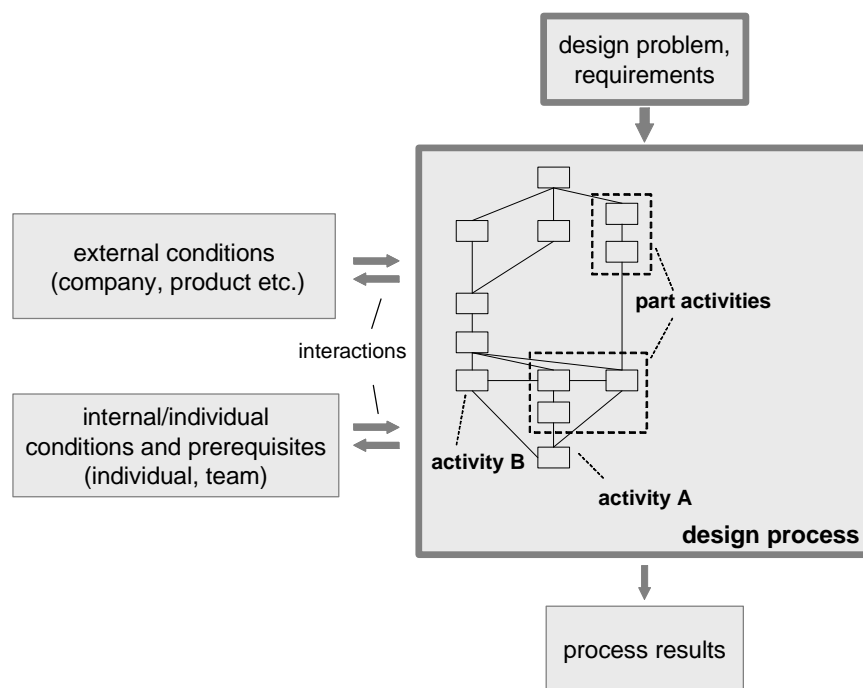 design problem,
requirements
external conditions
(company, product etc.)
part activities
interactions
internal/individual
conditions and prerequisites
(individual, team)
activity B
activity A
design process
process results